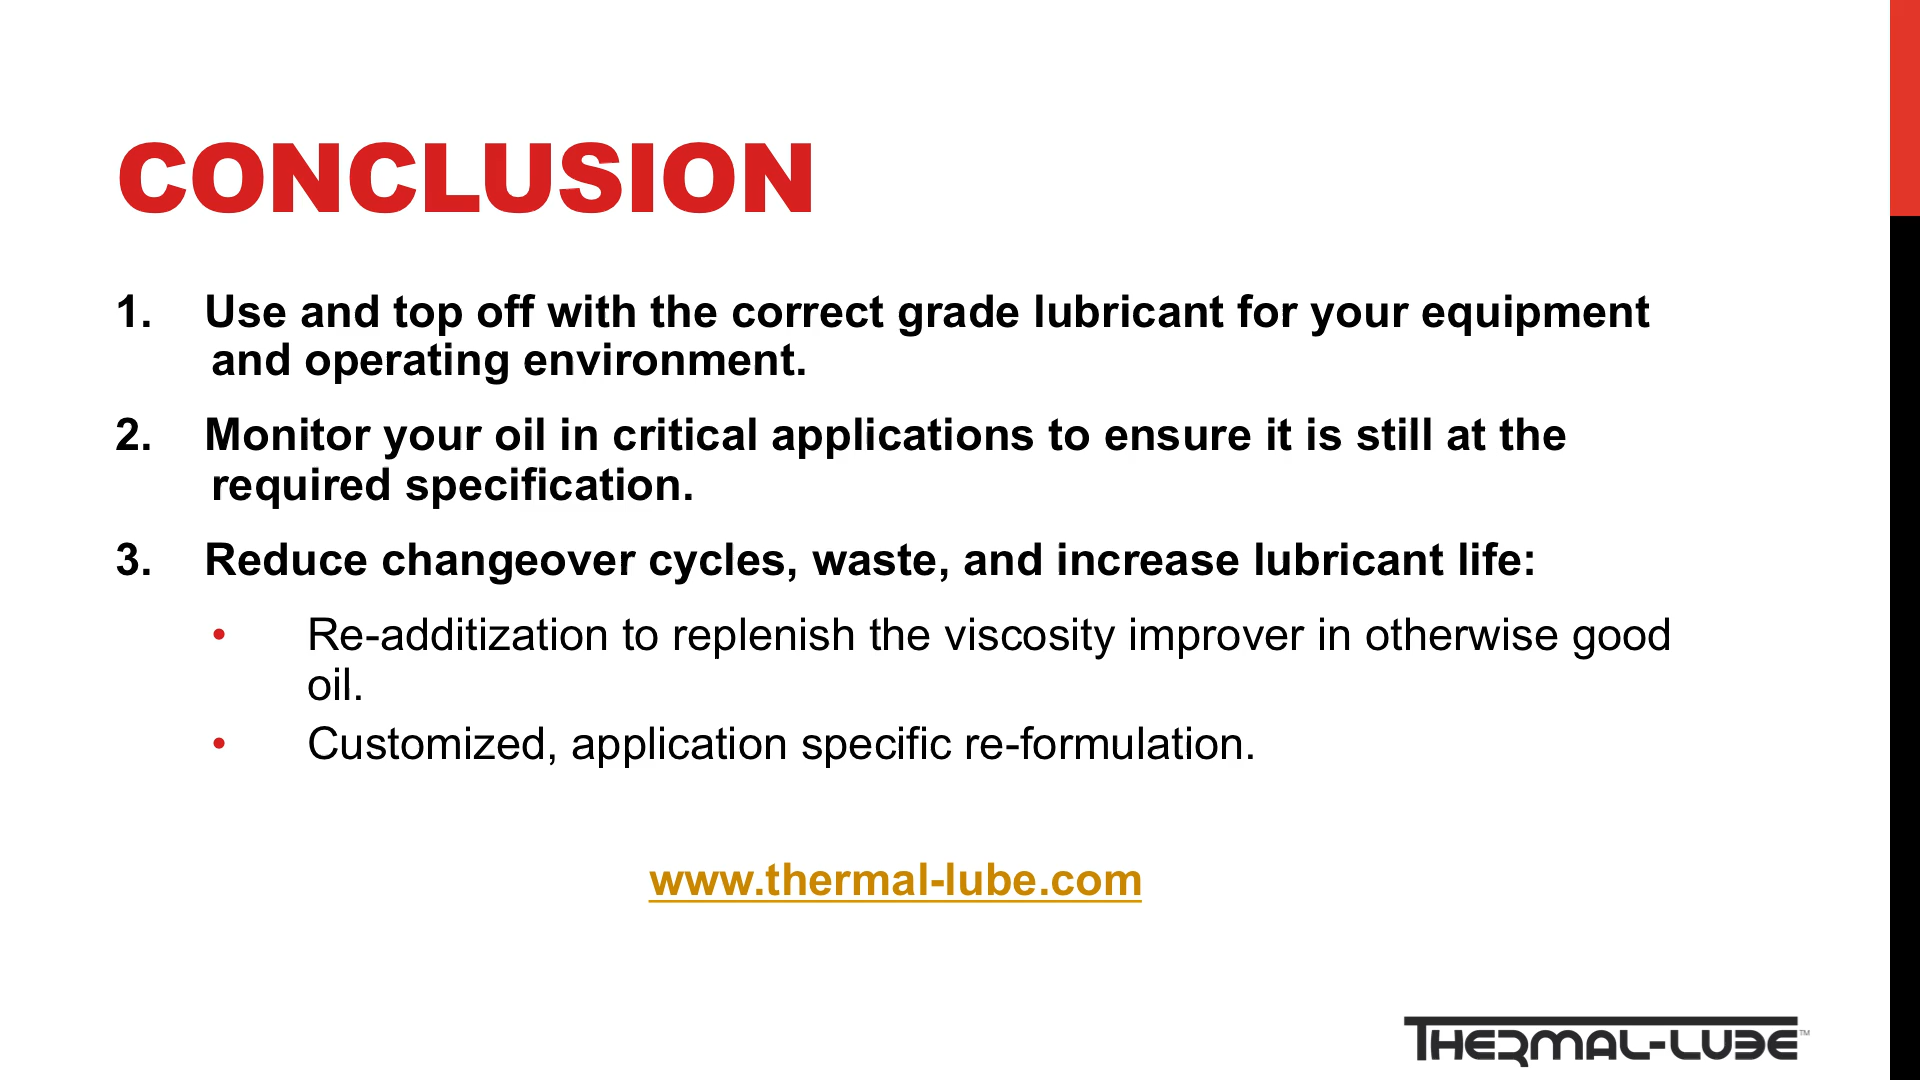 CONCLUSION
1. Use and top off with the correct grade lubricant for your equipment
and operating environment.
2. Monitor your oil in critical applications to ensure it is still at the
required specification.
3. Reduce changeover cycles, waste, and increase lubricant life:
• Re-additization to replenish the viscosity improver in otherwise good
oil.
• Customized, application specific re-formulation.
www.thermal-lube.com
THERMAL-LUBE™